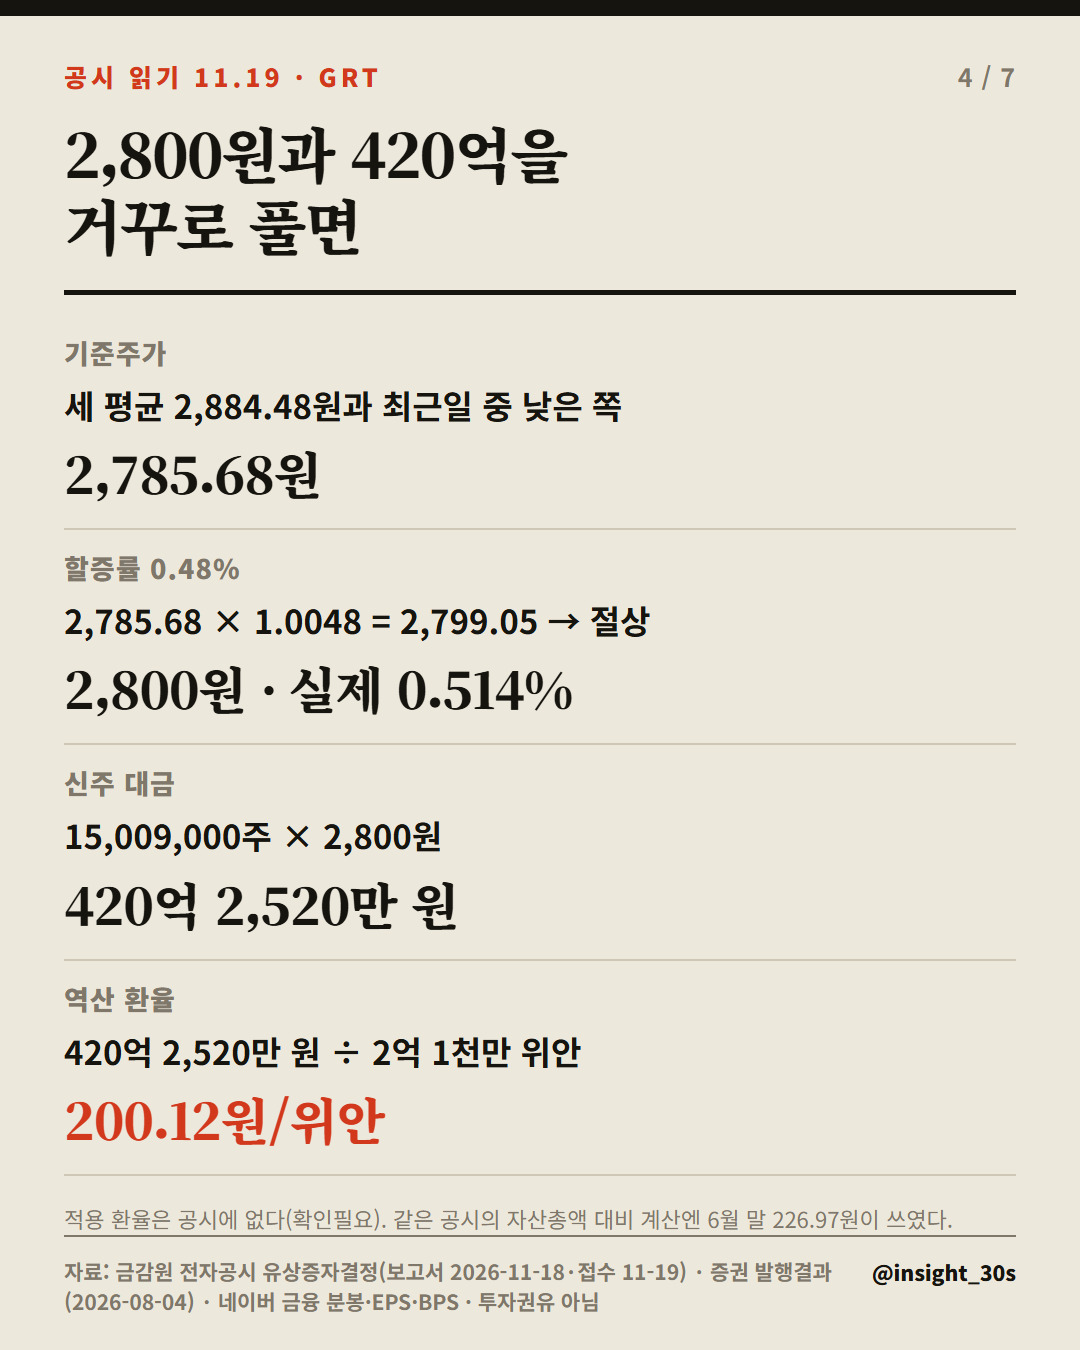 공시 읽기 11.19 · GRT
4 / 7
2,800원과 420억을
거꾸로 풀면
기준주가
세 평균 2,884.48원과 최근일 중 낮은 쪽
2,785.68원
할증률 0.48%
2,785.68 × 1.0048 = 2,799.05 → 절상
2,800원 · 실제 0.514%
신주 대금
15,009,000주 × 2,800원
420억 2,520만 원
역산 환율
420억 2,520만 원 ÷ 2억 1천만 위안
200.12원/위안
적용 환율은 공시에 없다(확인필요). 같은 공시의 자산총액 대비 계산엔 6월 말 226.97원이 쓰였다.
자료: 금감원 전자공시 유상증자결정(보고서 2026-11-18·접수 11-19) · 증권 발행결과
(2026-08-04) · 네이버 금융 분봉·EPS·BPS · 투자권유 아님
@insight_30s